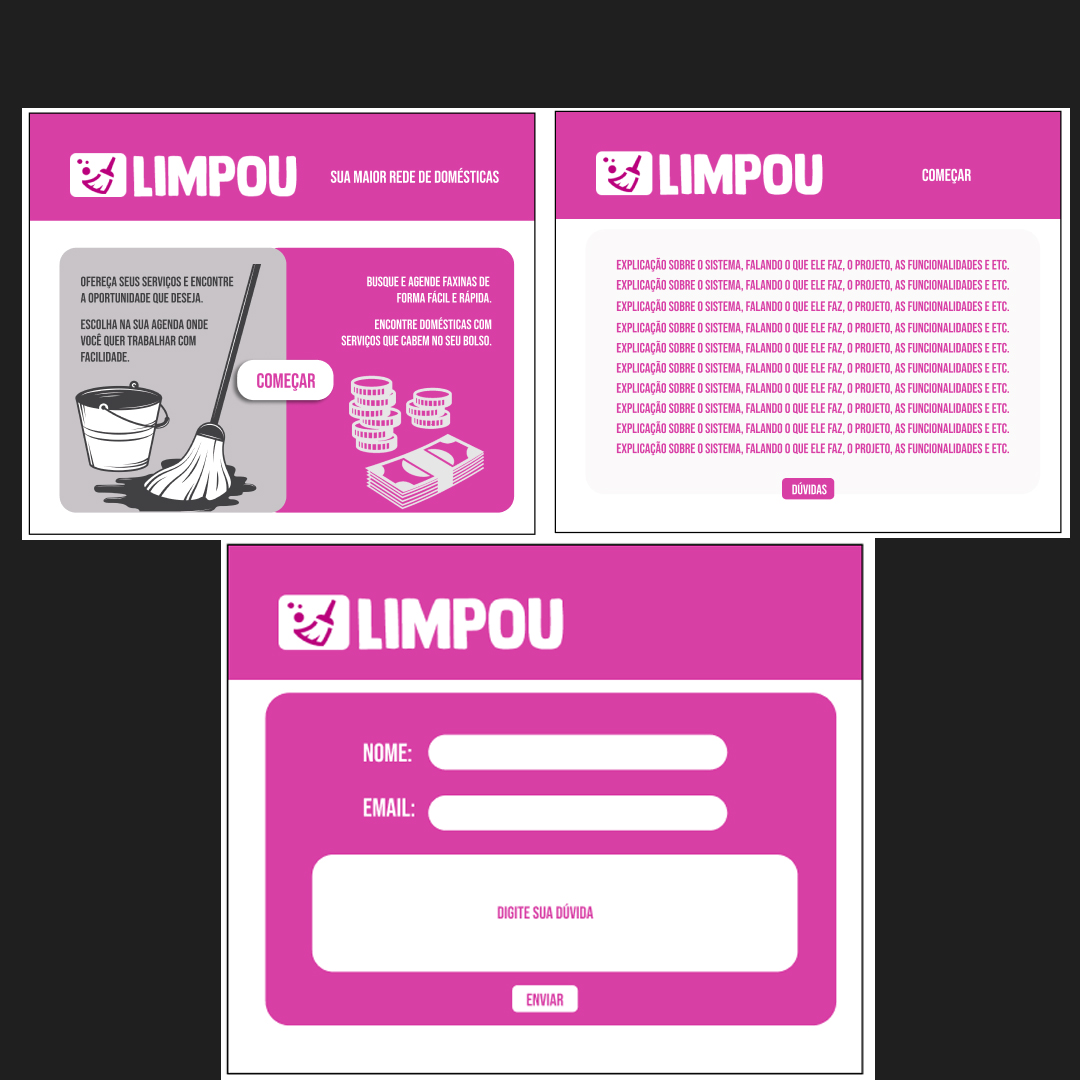 LIMPOU
SUA MAIOR REDE DE DOMÉSTICAS
OFEREÇA SEUS SERVIÇOS E ENCONTRE
A OPORTUNIDADE QUE DESEJA.
ESCOLHA NA SUA AGENDA ONDE
VOCÊ QUER TRABALHAR COM
FACILIDADE.
COMEÇAR
BUSQUE E AGENDE FAXINAS DE
FORMA FÁCIL E RÁPIDA.
ENCONTRE DOMÉSTICAS COM
SERVIÇOS QUE CABEM NO SEU BOLSO.
LIMPOU
COMEÇAR
EXPLICAÇÃO SOBRE O SISTEMA, FALANDO O QUE ELE FAZ, O PROJETO, AS FUNCIONALIDADES E ETC.
EXPLICAÇÃO SOBRE O SISTEMA, FALANDO O QUE ELE FAZ, O PROJETO, AS FUNCIONALIDADES E ETC.
EXPLICAÇÃO SOBRE O SISTEMA, FALANDO O QUE ELE FAZ, O PROJETO, AS FUNCIONALIDADES E ETC.
EXPLICAÇÃO SOBRE O SISTEMA, FALANDO O QUE ELE FAZ, O PROJETO, AS FUNCIONALIDADES E ETC.
EXPLICAÇÃO SOBRE O SISTEMA, FALANDO O QUE ELE FAZ, O PROJETO, AS FUNCIONALIDADES E ETC.
EXPLICAÇÃO SOBRE O SISTEMA, FALANDO O QUE ELE FAZ, O PROJETO, AS FUNCIONALIDADES E ETC.
EXPLICAÇÃO SOBRE O SISTEMA, FALANDO O QUE ELE FAZ, O PROJETO, AS FUNCIONALIDADES E ETC.
EXPLICAÇÃO SOBRE O SISTEMA, FALANDO O QUE ELE FAZ, O PROJETO, AS FUNCIONALIDADES E ETC.
EXPLICAÇÃO SOBRE O SISTEMA, FALANDO O QUE ELE FAZ, O PROJETO, AS FUNCIONALIDADES E ETC.
EXPLICAÇÃO SOBRE O SISTEMA, FALANDO O QUE ELE FAZ, O PROJETO, AS FUNCIONALIDADES E ETC.
DÚVIDAS
LIMPOU
NOME:
EMAIL:
DIGITE SUA DÚVIDA
ENVIAR